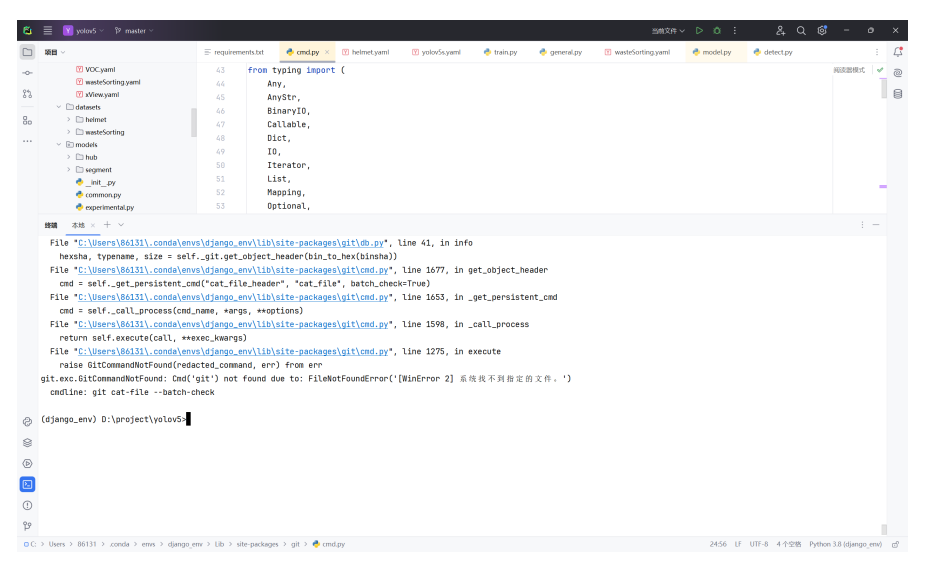 Y yolov5 master 当前文件
项目
requirements.txt cmd.py helmet.yaml yolov5s.yaml train.py general.py wasteSorting.yaml model.py detect.py
VOC.yaml
wasteSorting.yaml
xView.yaml
datasets
helmet
wasteSorting
models
hub
segment
__init__.py
common.py
experimental.py
阅读器模式
43 from typing import (
44 Any,
45 AnyStr,
46 BinaryIO,
47 Callable,
48 Dict,
49 IO,
50 Iterator,
51 List,
52 Mapping,
53 Optional,
终端 本地
File "C:\Users\86131\.conda\envs\django_env\lib\site-packages\git\db.py", line 41, in info
hexsha, typename, size = self._git.get_object_header(bin_to_hex(binsha))
File "C:\Users\86131\.conda\envs\django_env\lib\site-packages\git\cmd.py", line 1677, in get_object_header
cmd = self._get_persistent_cmd("cat_file_header", "cat_file", batch_check=True)
File "C:\Users\86131\.conda\envs\django_env\lib\site-packages\git\cmd.py", line 1653, in _get_persistent_cmd
cmd = self._call_process(cmd_name, *args, **options)
File "C:\Users\86131\.conda\envs\django_env\lib\site-packages\git\cmd.py", line 1598, in _call_process
return self.execute(call, **exec_kwargs)
File "C:\Users\86131\.conda\envs\django_env\lib\site-packages\git\cmd.py", line 1275, in execute
raise GitCommandNotFound(redacted_command, err) from err
git.exc.GitCommandNotFound: Cmd('git') not found due to: FileNotFoundError('[WinError 2] 系统找不到指定的文件。')
cmdline: git cat-file --batch-check
(django_env) D:\project\yolov5>
C: > Users > 86131 > .conda > envs > django_env > Lib > site-packages > git > cmd.py 24:56 LF UTF-8 4 个空格 Python 3.8 (django_env)